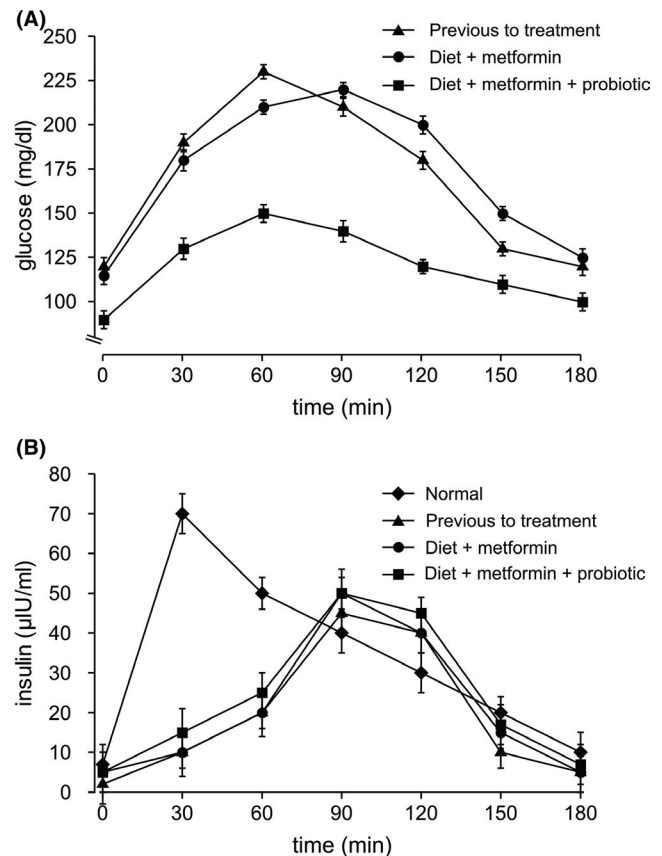 (A)
250
225
200
175
150
125
100
glucose (mg/dl)
Previous to treatment
Diet + metformin
Diet + metformin + probiotic
0 30 60 90 120 150 180
time (min)
(B)
80
70
60
50
40
30
20
10
0
insulin (µIU/ml)
Normal
Previous to treatment
Diet + metformin
Diet + metformin + probiotic
0 30 60 90 120 150 180
time (min)